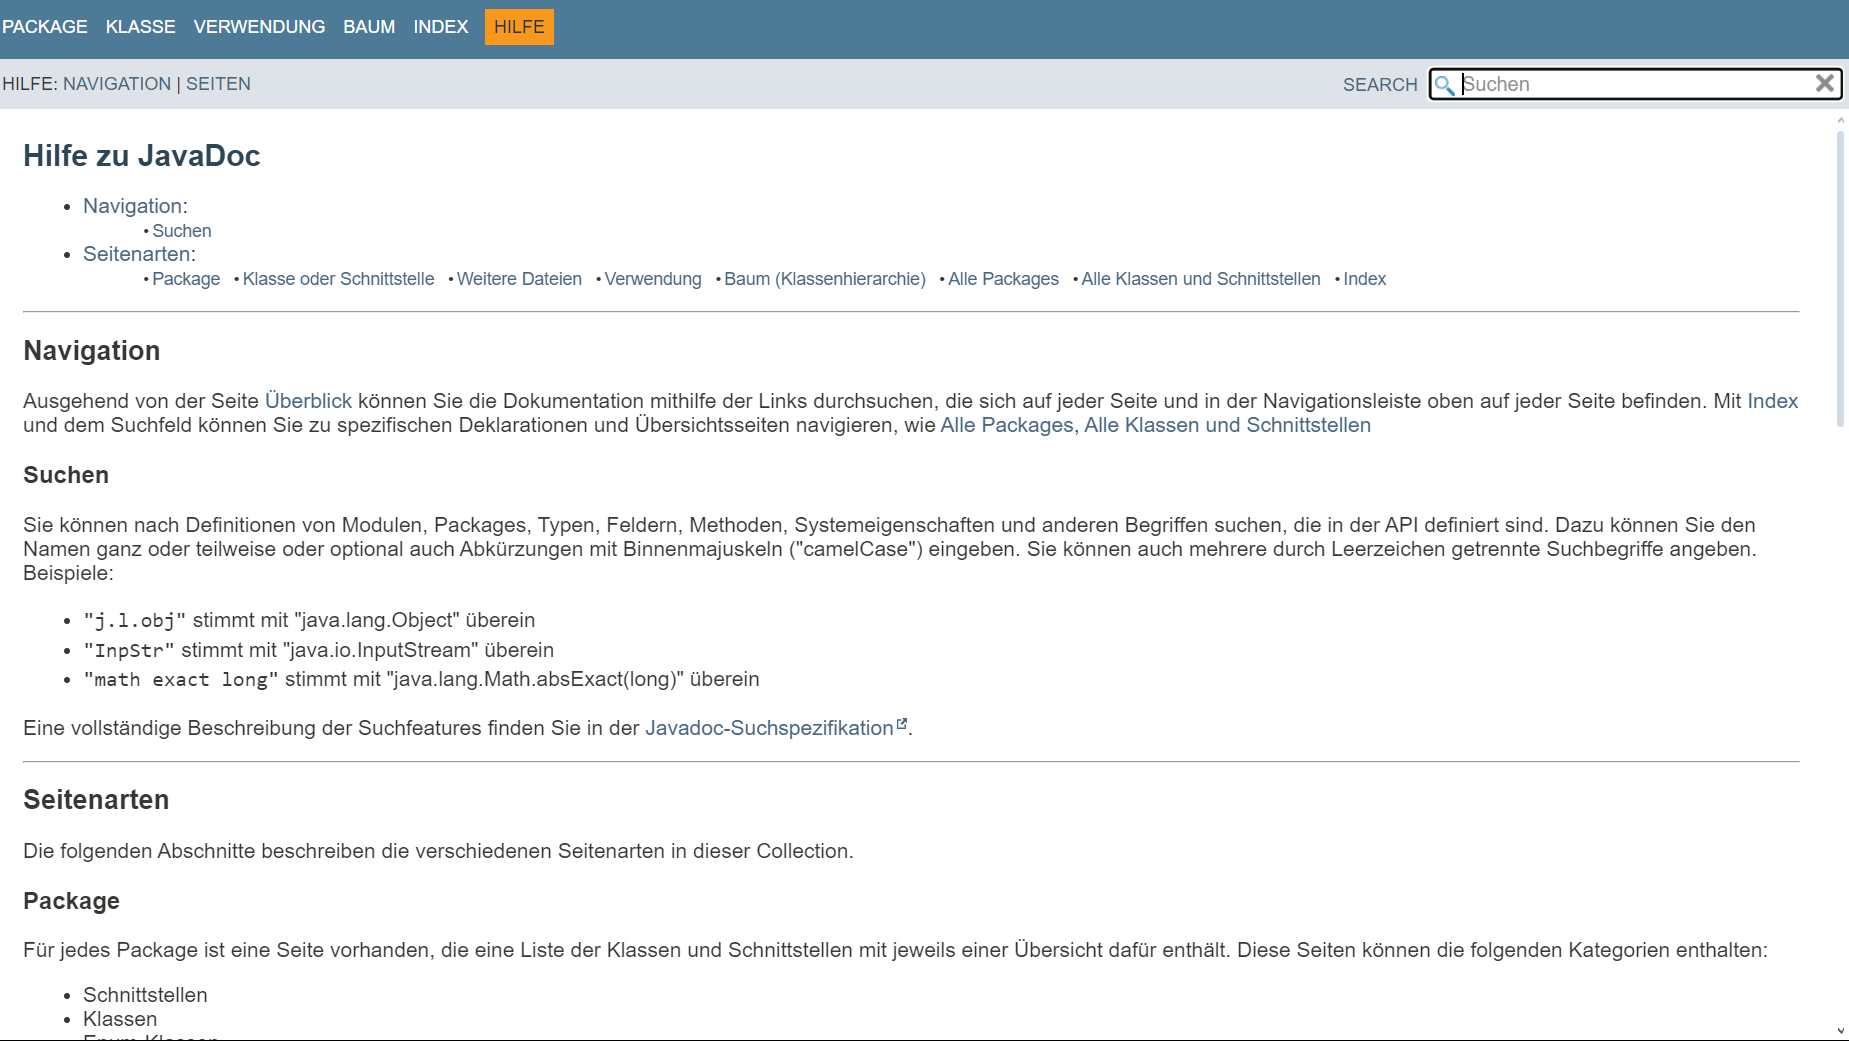 PACKAGE KLASSE VERWENDUNG BAUM INDEX HILFE
HILFE: NAVIGATION | SEITEN SEARCH Suchen
Hilfe zu JavaDoc
• Navigation:
• Suchen
• Seitenarten:
• Package • Klasse oder Schnittstelle • Weitere Dateien • Verwendung • Baum (Klassenhierarchie) • Alle Packages • Alle Klassen und Schnittstellen • Index
Navigation
Ausgehend von der Seite Überblick können Sie die Dokumentation mithilfe der Links durchsuchen, die sich auf jeder Seite und in der Navigationsleiste oben auf jeder Seite befinden. Mit Index
und dem Suchfeld können Sie zu spezifischen Deklarationen und Übersichtsseiten navigieren, wie Alle Packages, Alle Klassen und Schnittstellen
Suchen
Sie können nach Definitionen von Modulen, Packages, Typen, Feldern, Methoden, Systemeigenschaften und anderen Begriffen suchen, die in der API definiert sind. Dazu können Sie den
Namen ganz oder teilweise oder optional auch Abkürzungen mit Binnenmajuskeln ("camelCase") eingeben. Sie können auch mehrere durch Leerzeichen getrennte Suchbegriffe angeben.
Beispiele:
• "j.l.obj" stimmt mit "java.lang.Object" überein
• "InpStr" stimmt mit "java.io.InputStream" überein
• "math exact long" stimmt mit "java.lang.Math.absExact(long)" überein
Eine vollständige Beschreibung der Suchfeatures finden Sie in der Javadoc-Suchspezifikation.
Seitenarten
Die folgenden Abschnitte beschreiben die verschiedenen Seitenarten in dieser Collection.
Package
Für jedes Package ist eine Seite vorhanden, die eine Liste der Klassen und Schnittstellen mit jeweils einer Übersicht dafür enthält. Diese Seiten können die folgenden Kategorien enthalten:
• Schnittstellen
• Klassen